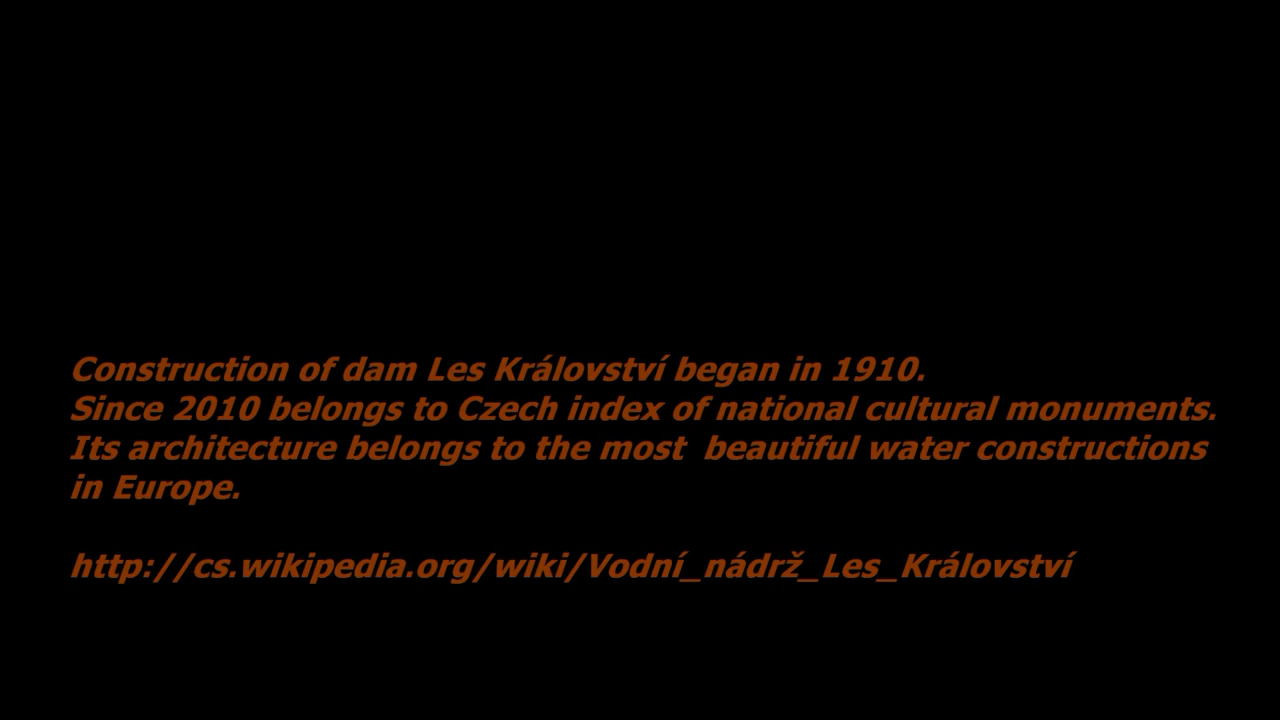 Construction of dam Les Království began in 1910.
Since 2010 belongs to Czech index of national cultural monuments.
Its architecture belongs to the most  beautiful water constructions
in Europe.
http://cs.wikipedia.org/wiki/Vodní_nádrž_Les_Království